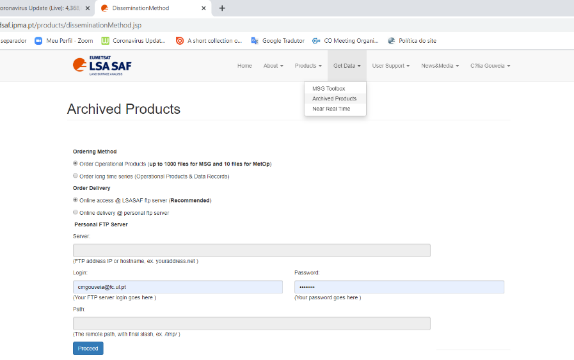 oronavirus Update (Live): 4,388
DisseminationMethod
dsaf.ipma.pt/products/disseminationMethod.jsp
Meu Perfil - Zoom
Coronavirus Updat...
A short collection o...
Google Tradutor
CO Meeting Organi...
Política do site
EUMETSAT
LSA SAF
LAND SURFACE ANALYSIS
Home
About
Products
Get Data
User Support
News&Media
MSG Toolbox
Archived Products
Near Real Time
Archived Products
Ordering Method
Order Operational Products (up to 1000 files for MSG and 10 files for MetOp)
Order long time series (Operational Products & Data Records)
Order Delivery
Online access @ LSASAF ftp server (Recommended)
Online delivery @ personal ftp server
Personal FTP Server
Server
(FTP address IP or hostname. ex. youraddress.net )
Login
Password
cmgouveia@fc.ul.pt
(Your FTP server login goes here )
(Your password goes here )
Path
(The remote path, with final slash. ex. /tmp/ )
Proceed